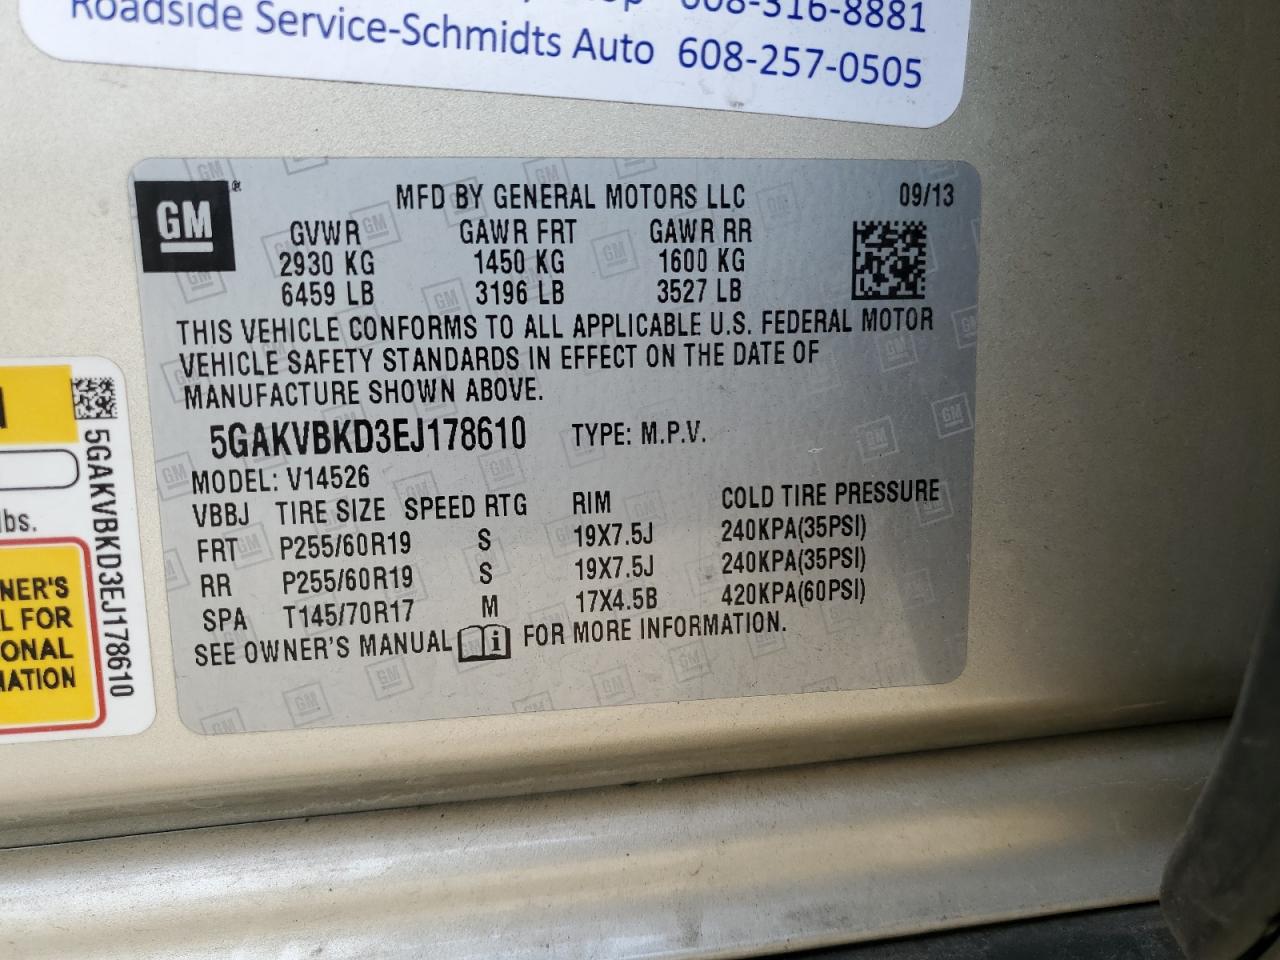 608-316-8881
Roadside Service-Schmidts Auto 608-257-0505
GM
MFD BY GENERAL MOTORS LLC 09/13
GVWR GAWR FRT GAWR RR
2930 KG 1450 KG 1600 KG
6459 LB 3196 LB 3527 LB
THIS VEHICLE CONFORMS TO ALL APPLICABLE U.S. FEDERAL MOTOR
VEHICLE SAFETY STANDARDS IN EFFECT ON THE DATE OF
MANUFACTURE SHOWN ABOVE.
5GAKVBKD3EJ178610 TYPE: M.P.V.
MODEL: V14526
VBBJ TIRE SIZE SPEED RTG RIM COLD TIRE PRESSURE
FRT P255/60R19 S 19X7.5J 240KPA(35PSI)
RR P255/60R19 S 19X7.5J 240KPA(35PSI)
SPA T145/70R17 M 17X4.5B 420KPA(60PSI)
SEE OWNER'S MANUAL FOR MORE INFORMATION.
5GAKVBKD3EJ178610
lbs.
NER'S
L FOR
ONAL
MATION